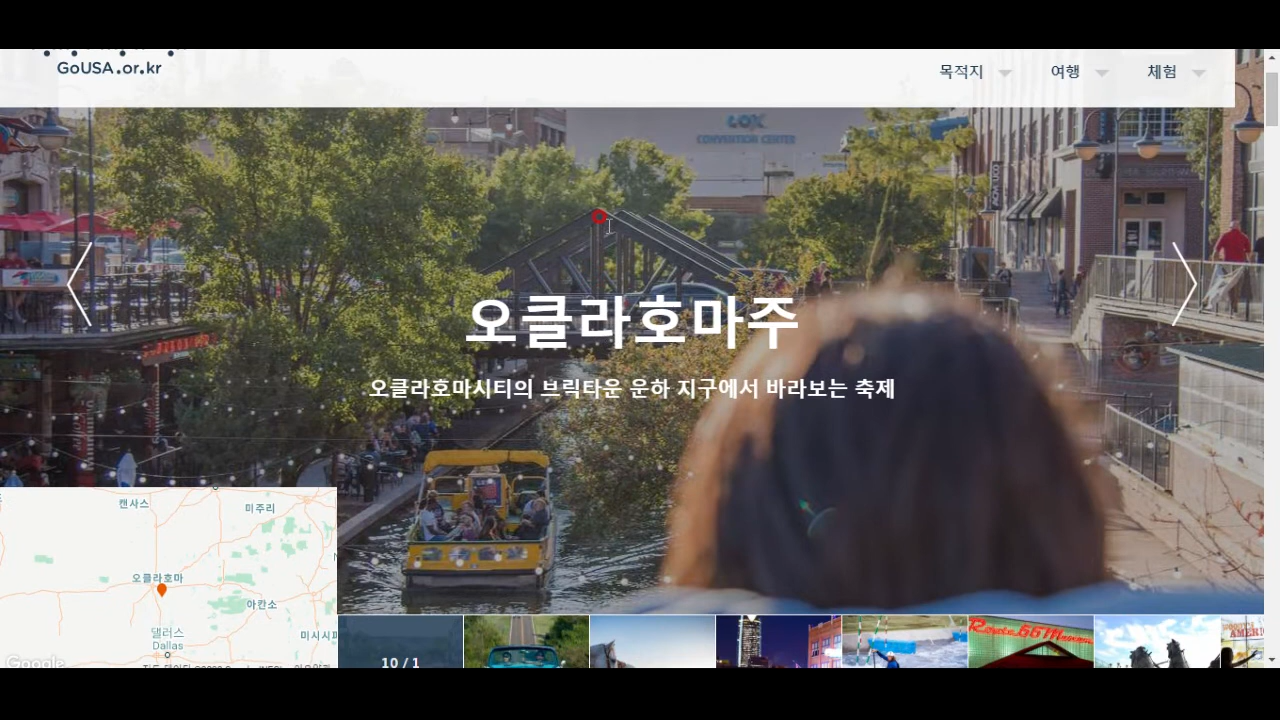 GoUSA.or.kr
목적지
여행
체험
COX
CONVENTION CENTER
오클라호마주
오클라호마시티의 브릭타운 운하 지구에서 바라보는 축제
캔사스
미주리
오클라호마
아칸소
댈러스
Dallas
미시시피
Google
10 / 1
Route 66